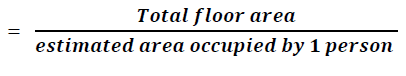 = Total floor area
estimated area occupied by 1 person